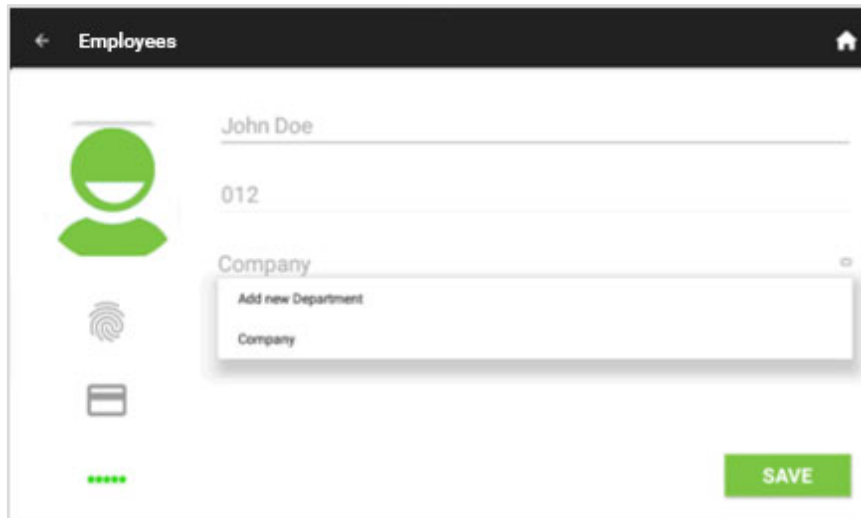 Employees
John Doe
012
Company
Add new Department
Company
SAVE